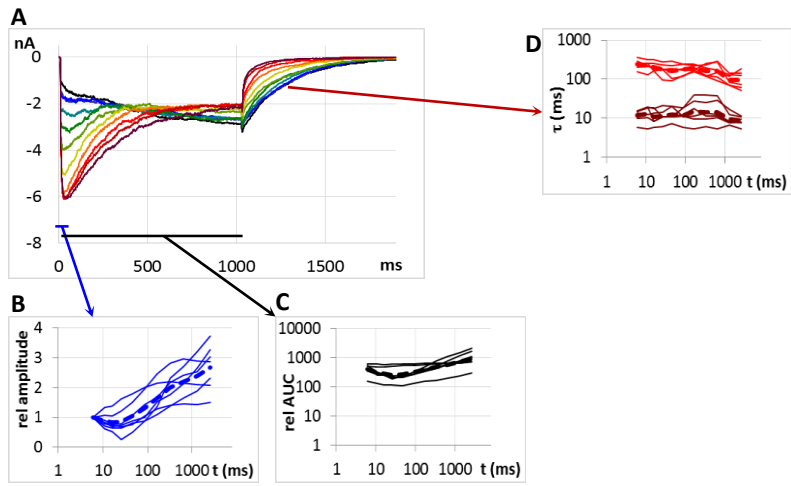 A
nA
0
-2
-4
-6
-8
0 500 1000 1500 ms
D
1000
100
10
1
τ (ms)
1 10 100 1000 t (ms)
B
4
3
2
1
0
rel amplitude
1 10 100 1000 t (ms)
C
10000
1000
100
10
1
rel AUC
1 10 100 1000 t (ms)